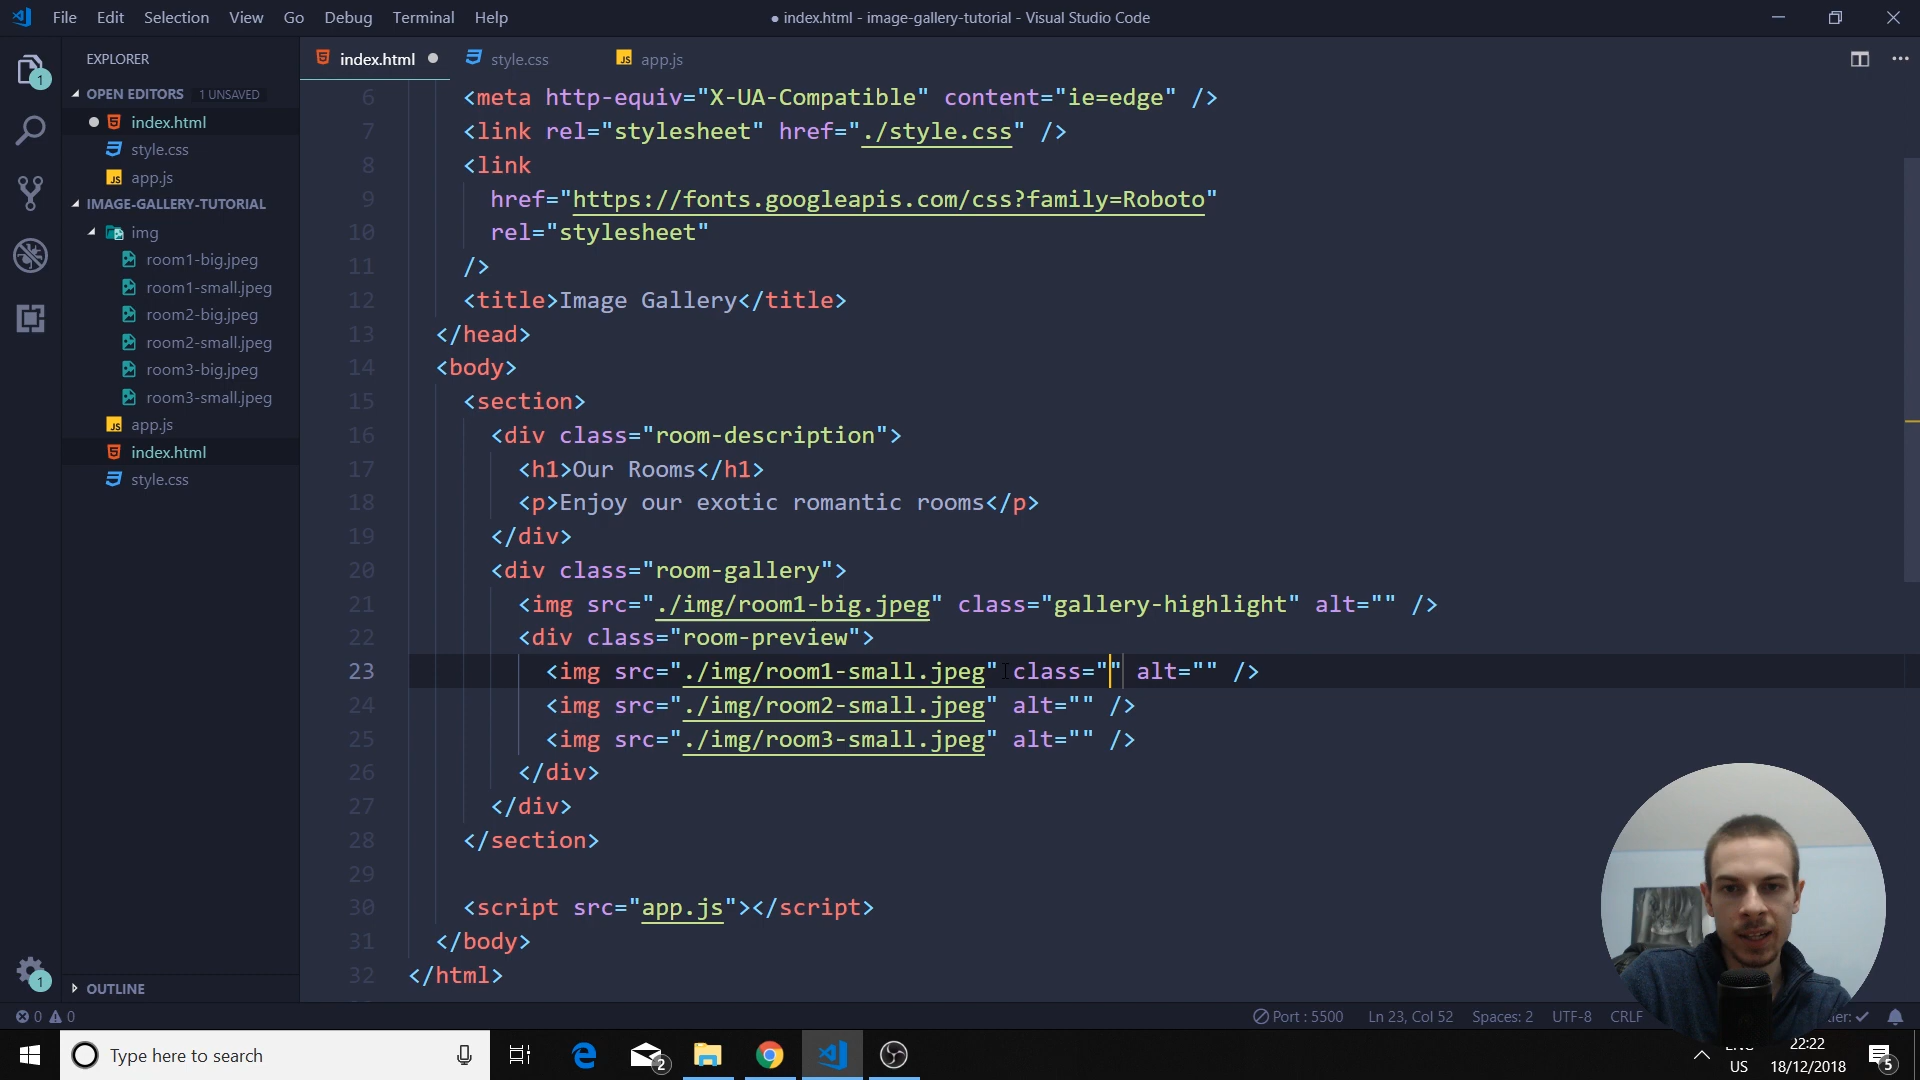 File Edit Selection View Go Debug Terminal Help
● index.html - image-gallery-tutorial - Visual Studio Code
EXPLORER
OPEN EDITORS 1 UNSAVED
index.html
style.css
app.js
IMAGE-GALLERY-TUTORIAL
img
room1-big.jpeg
room1-small.jpeg
room2-big.jpeg
room2-small.jpeg
room3-big.jpeg
room3-small.jpeg
app.js
index.html
style.css
OUTLINE
1
1
index.html style.css app.js
6 <meta http-equiv="X-UA-Compatible" content="ie=edge" />
7 <link rel="stylesheet" href="./style.css" />
8 <link
9 href="https://fonts.googleapis.com/css?family=Roboto"
10 rel="stylesheet"
11 />
12 <title>Image Gallery</title>
13 </head>
14 <body>
15 <section>
16 <div class="room-description">
17 <h1>Our Rooms</h1>
18 <p>Enjoy our exotic romantic rooms</p>
19 </div>
20 <div class="room-gallery">
21 <img src="./img/room1-big.jpeg" class="gallery-highlight" alt="" />
22 <div class="room-preview">
23 <img src="./img/room1-small.jpeg" class="" alt="" />
24 <img src="./img/room2-small.jpeg" alt="" />
25 <img src="./img/room3-small.jpeg" alt="" />
26 </div>
27 </div>
28 </section>
29
30 <script src="app.js"></script>
31 </body>
32 </html>
0 0 Port : 5500 Ln 23, Col 52 Spaces: 2 UTF-8 CRLF
Type here to search
2
US
22:22
18/12/2018
5